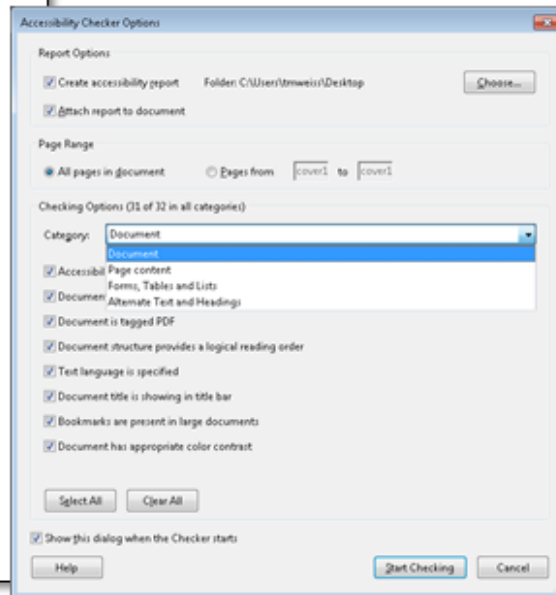 Accessibility Checker Options
Report Options
Create accessibility report Folder: C:\Users\tmweiss\Desktop Choose...
Attach report to document
Page Range
All pages in document Pages from cover1 to cover1
Checking Options (31 of 32 in all categories)
Category: Document
Document
Page content
Forms, Tables and Lists
Alternate Text and Headings
Document is tagged PDF
Document structure provides a logical reading order
Text language is specified
Document title is showing in title bar
Bookmarks are present in large documents
Document has appropriate color contrast
Select All Clear All
Show this dialog when the Checker starts
Help Start Checking Cancel